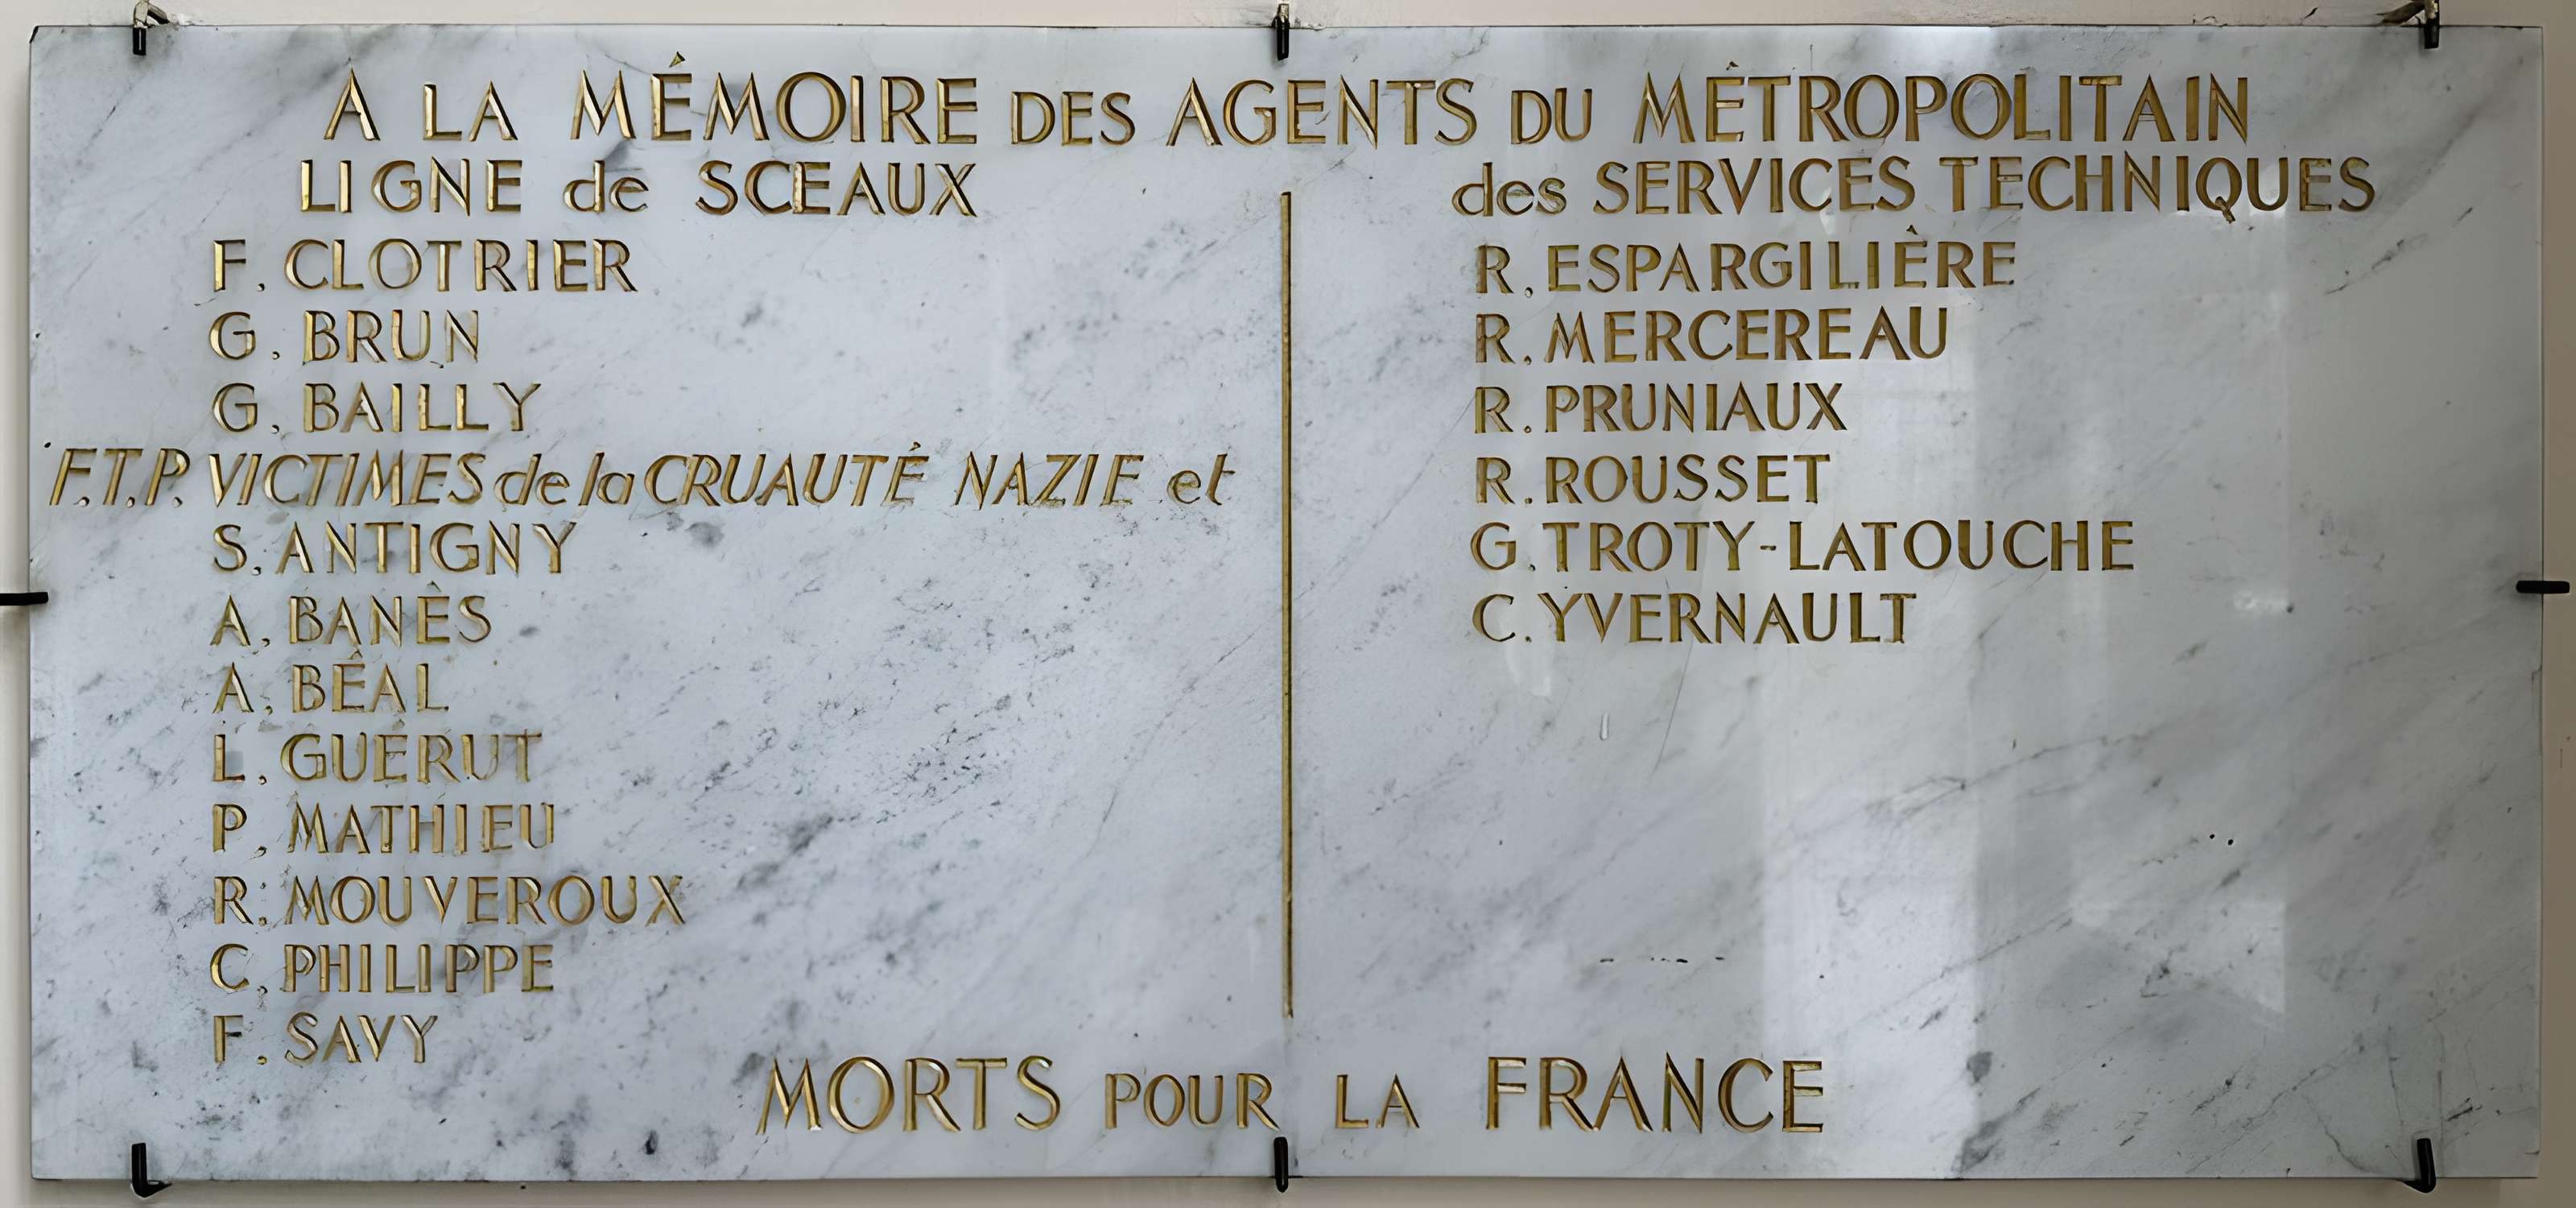 A LA MÉMOIRE DES AGENTS DU MÉTROPOLITAIN
LIGNE de SCEAUX
F. CLOTRIER
G. BRUN
G. BAILLY
F.T.P. VICTIMES de la CRUAUTÉ NAZIE et
S. ANTIGNY
A. BANÈS
A. BÉAL
L. GUÉRUT
P. MATHIEU
R. MOUVEROUX
C. PHILIPPE
F. SAVY
des SERVICES TECHNIQUES
R. ESPARGILIÈRE
R. MERCEREAU
R. PRUNIAUX
R. ROUSSET
G. TROTY-LATOUCHE
C. YVERNAULT
MORTS POUR LA FRANCE